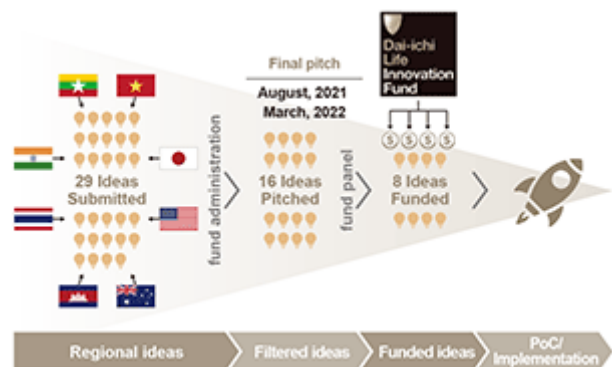 Final pitch
August, 2021
March, 2022
Dai-ichi
Life
Innovation
Fund
29 Ideas
Submitted
fund administration
16 Ideas
Pitched
fund panel
$ $ $ $
8 Ideas
Funded
Regional ideas
Filtered ideas
Funded ideas
PoC/
Implementation